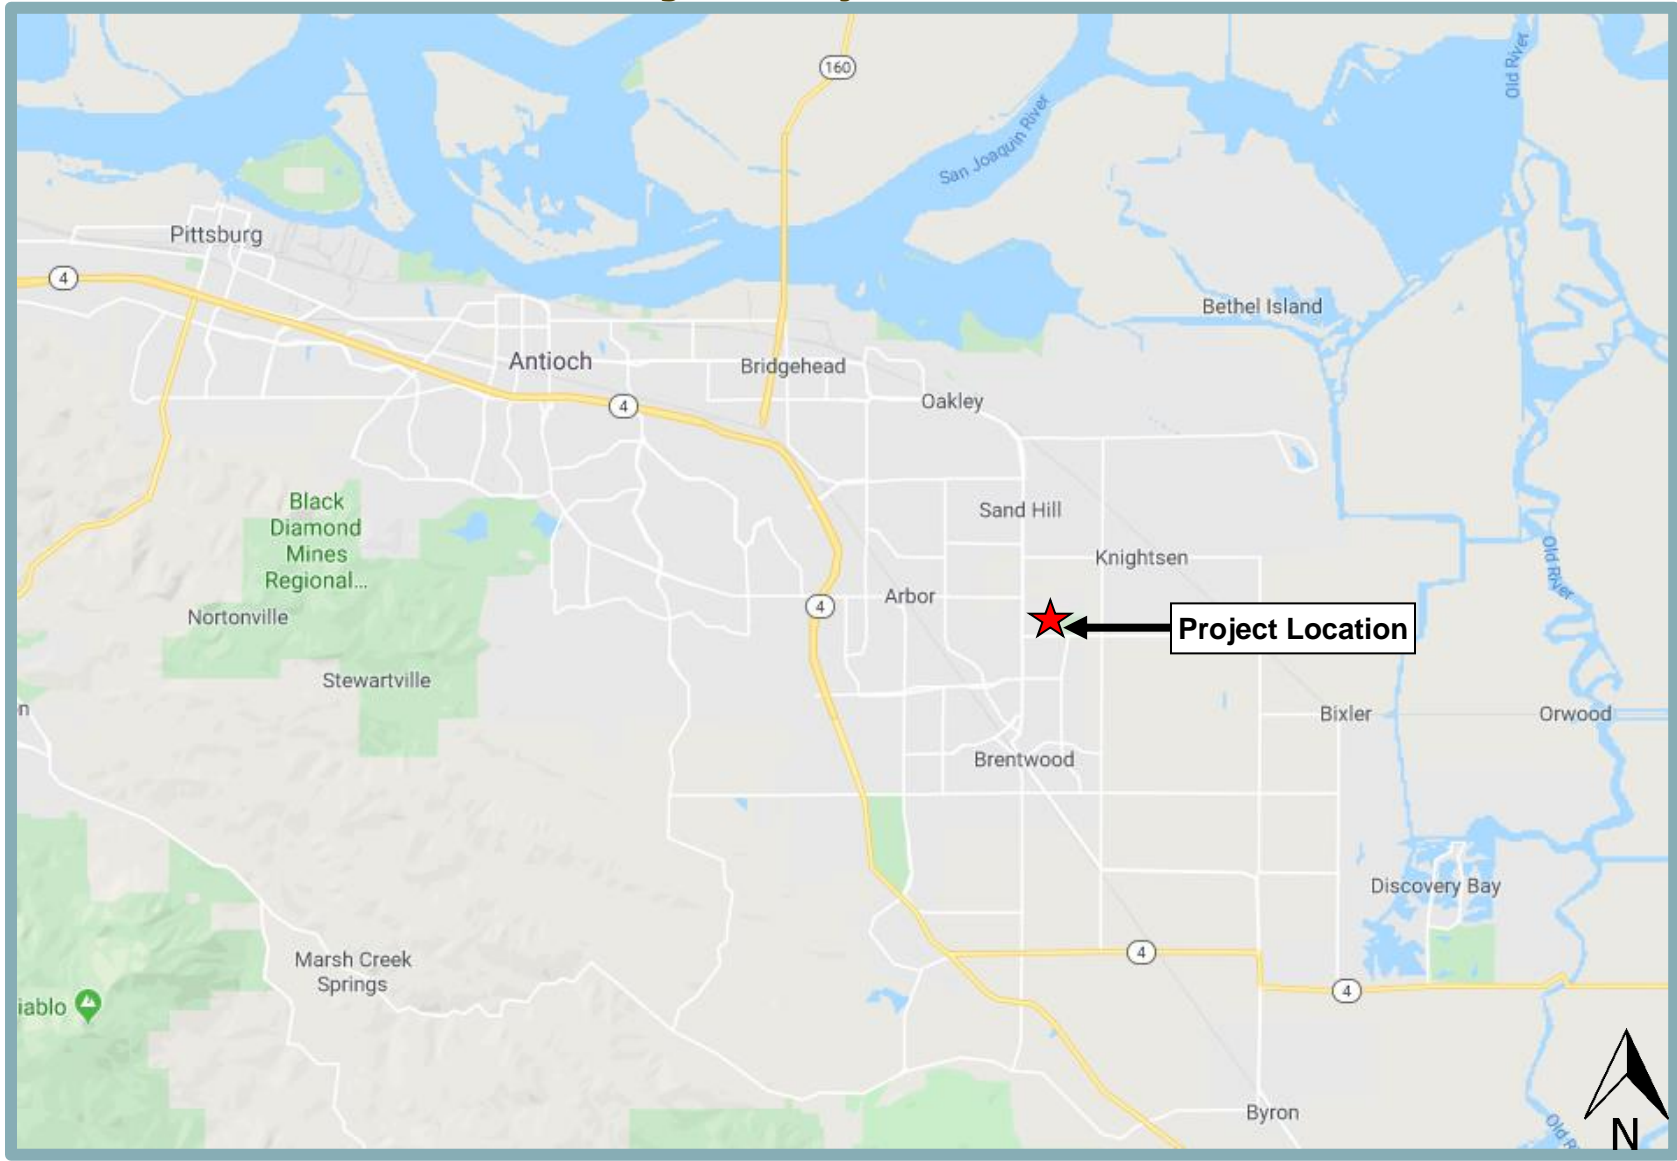 160
Old River
San Joaquin River
Pittsburg
4
Bethel Island
Antioch
Bridgehead
Oakley
4
Black
Diamond
Mines
Regional...
Sand Hill
Knightsen
Old River
Nortonville
Arbor
4
Project Location
Stewartville
n
Bixler
Orwood
Brentwood
Discovery Bay
Marsh Creek
Springs
4
4
iablo
Byron
Old R
N